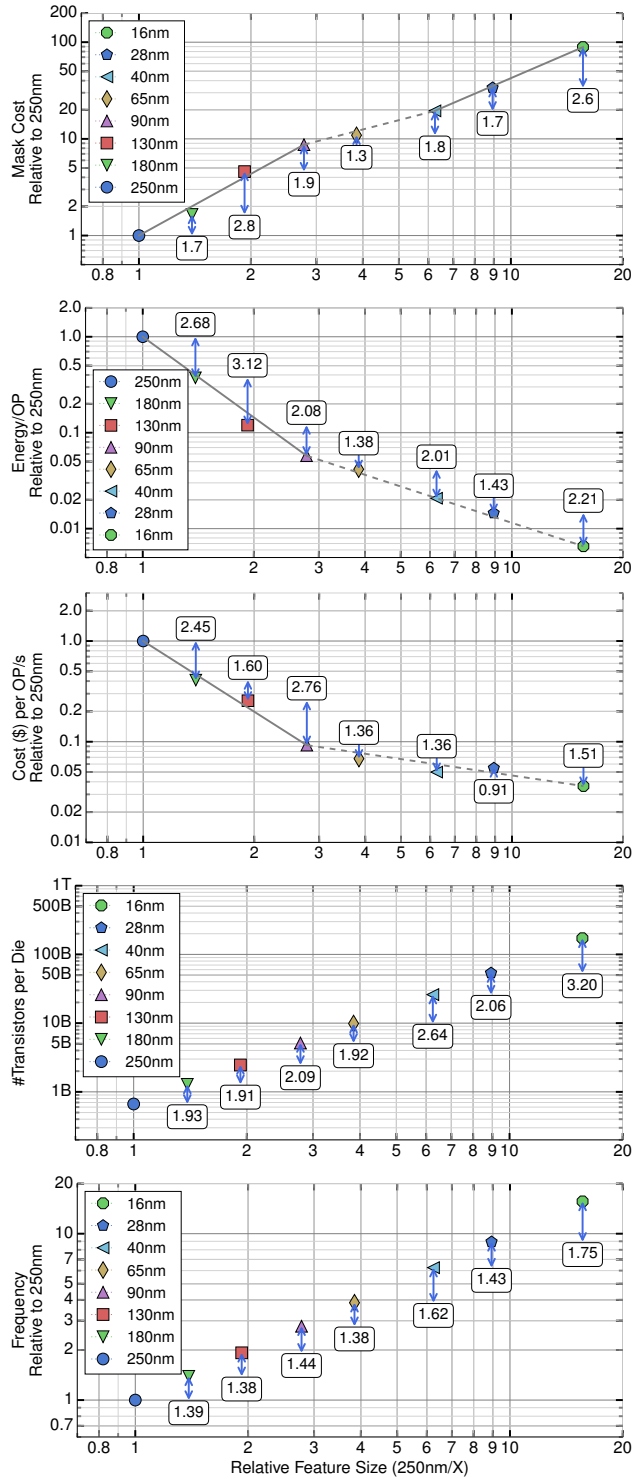 Mask Cost
Relative to 250nm
200
100
50
20
10
5
2
1
16nm
28nm
40nm
65nm
90nm
130nm
180nm
250nm
1.7
2.8
1.9
1.3
1.8
1.7
2.6
0.8 1 2 3 4 5 6 7 8 9 10 20
Energy/OP
Relative to 250nm
2.0
1.0
0.5
0.2
0.1
0.05
0.02
0.01
250nm
180nm
130nm
90nm
65nm
40nm
28nm
16nm
2.68
3.12
2.08
1.38
2.01
1.43
2.21
0.8 1 2 3 4 5 6 7 8 9 10 20
Cost ($) per OP/s
Relative to 250nm
2.0
1.0
0.5
0.2
0.1
0.05
0.02
0.01
2.45
1.60
2.76
1.36
1.36
0.91
1.51
0.8 1 2 3 4 5 6 7 8 9 10 20
#Transistors per Die
1T
500B
100B
50B
10B
5B
1B
16nm
28nm
40nm
65nm
90nm
130nm
180nm
250nm
1.93
1.91
2.09
1.92
2.64
2.06
3.20
0.8 1 2 3 4 5 6 7 8 9 10 20
Frequency
Relative to 250nm
20
10
7
5
4
3
2
1
0.7
16nm
28nm
40nm
65nm
90nm
130nm
180nm
250nm
1.39
1.38
1.44
1.38
1.62
1.43
1.75
0.8 1 2 3 4 5 6 7 8 9 10 20
Relative Feature Size (250nm/X)